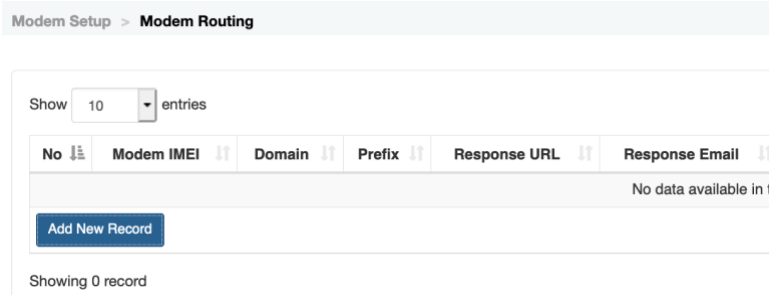 Modem Setup > Modem Routing
Show 10 entries
No Modem IMEI Domain Prefix Response URL Response Email
No data available in
Add New Record
Showing 0 record